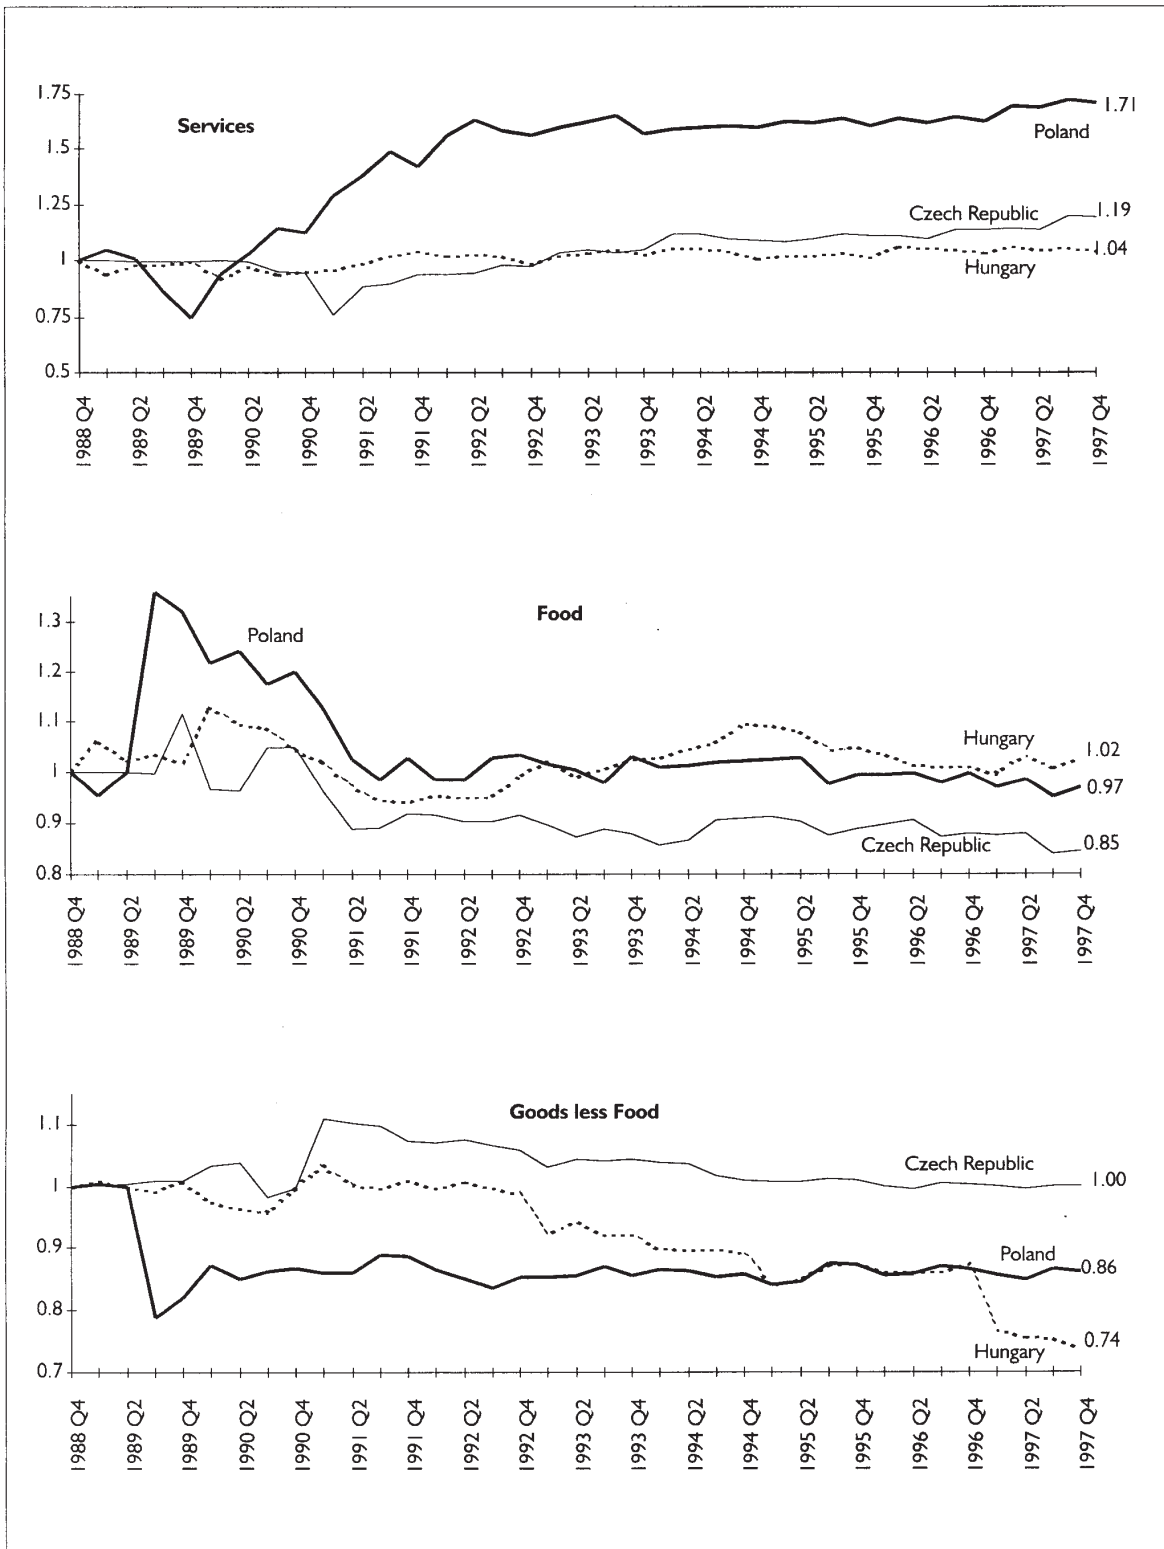 Services
1.75
1.5
1.25
1
0.75
0.5
1.71
Poland
Czech Republic
1.19
1.04
Hungary
1988 Q4
1989 Q2
1989 Q4
1990 Q2
1990 Q4
1991 Q2
1991 Q4
1992 Q2
1992 Q4
1993 Q2
1993 Q4
1994 Q2
1994 Q4
1995 Q2
1995 Q4
1996 Q2
1996 Q4
1997 Q2
1997 Q4
Food
1.3
1.2
1.1
1
0.9
0.8
Poland
Hungary
1.02
0.97
Czech Republic
0.85
1988 Q4
1989 Q2
1989 Q4
1990 Q2
1990 Q4
1991 Q2
1991 Q4
1992 Q2
1992 Q4
1993 Q2
1993 Q4
1994 Q2
1994 Q4
1995 Q2
1995 Q4
1996 Q2
1996 Q4
1997 Q2
1997 Q4
Goods less Food
1.1
1
0.9
0.8
0.7
Czech Republic
1.00
Poland
0.86
0.74
Hungary
1988 Q4
1989 Q2
1989 Q4
1990 Q2
1990 Q4
1991 Q2
1991 Q4
1992 Q2
1992 Q4
1993 Q2
1993 Q4
1994 Q2
1994 Q4
1995 Q2
1995 Q4
1996 Q2
1996 Q4
1997 Q2
1997 Q4